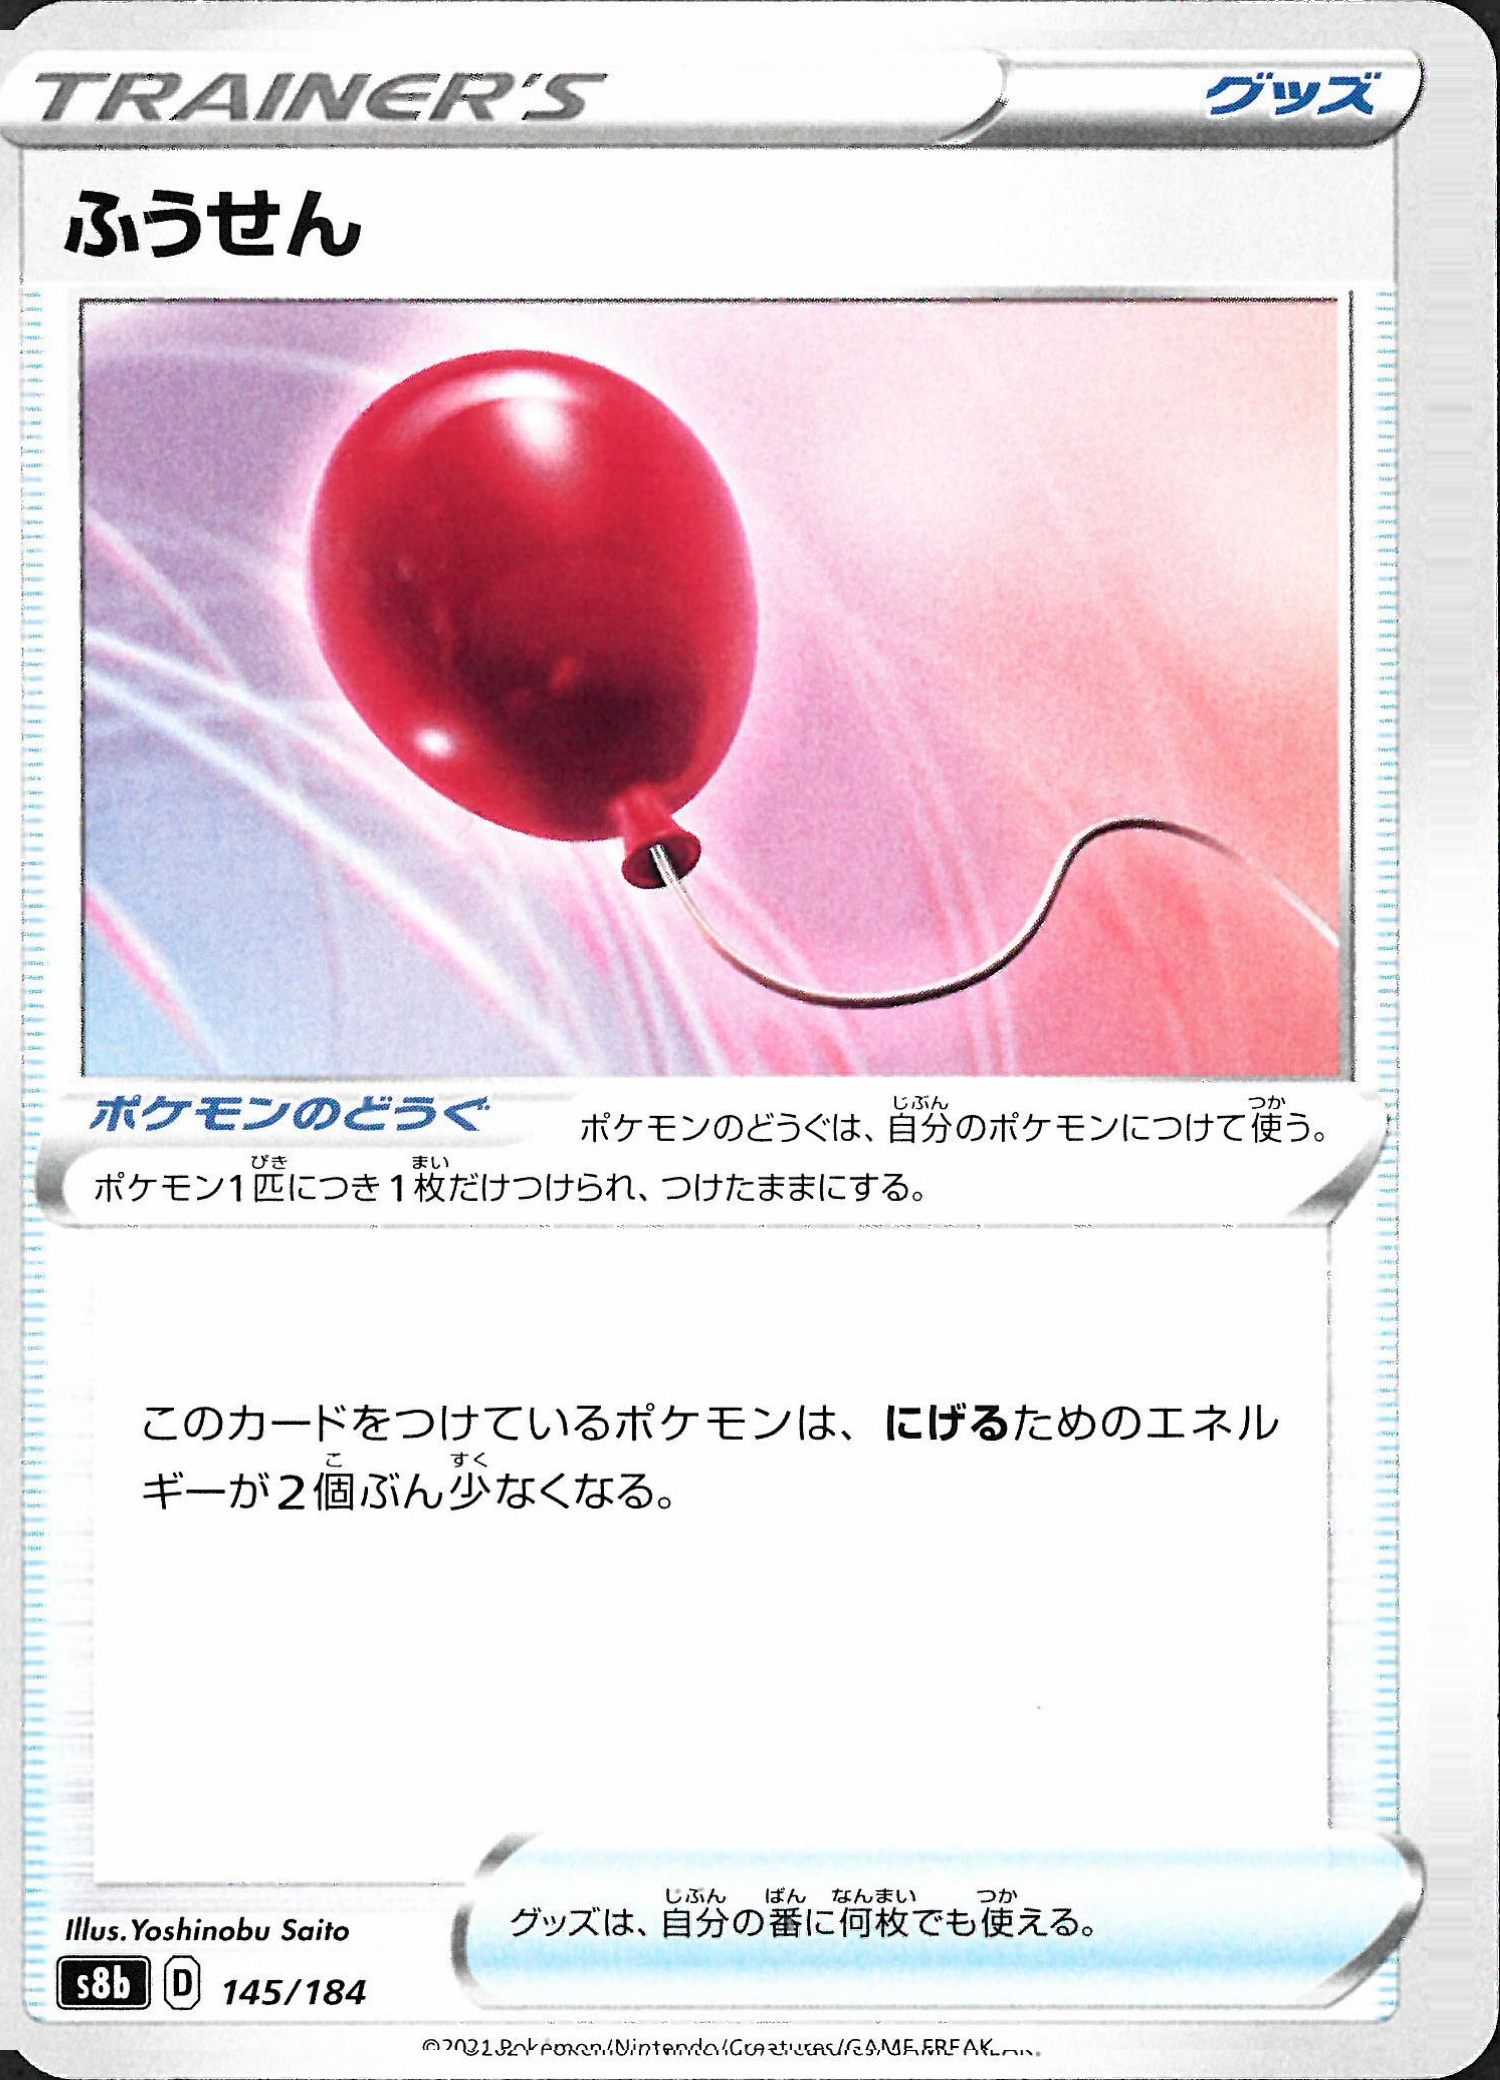 TRAINER'S
グッズ
ふうせん
ポケモンのどうぐ
ポケモンのどうぐは、自分のポケモンにつけて使う。
ポケモン1匹につき1枚だけつけられ、つけたままにする。
このカードをつけているポケモンは、にげるためのエネル
ギーが2個ぶん少なくなる。
グッズは、自分の番に何枚でも使える。
Illus.Yoshinobu Saito
s8b D 145/184
©2021 Pokémon/Nintendo/Creatures/GAME FREAK